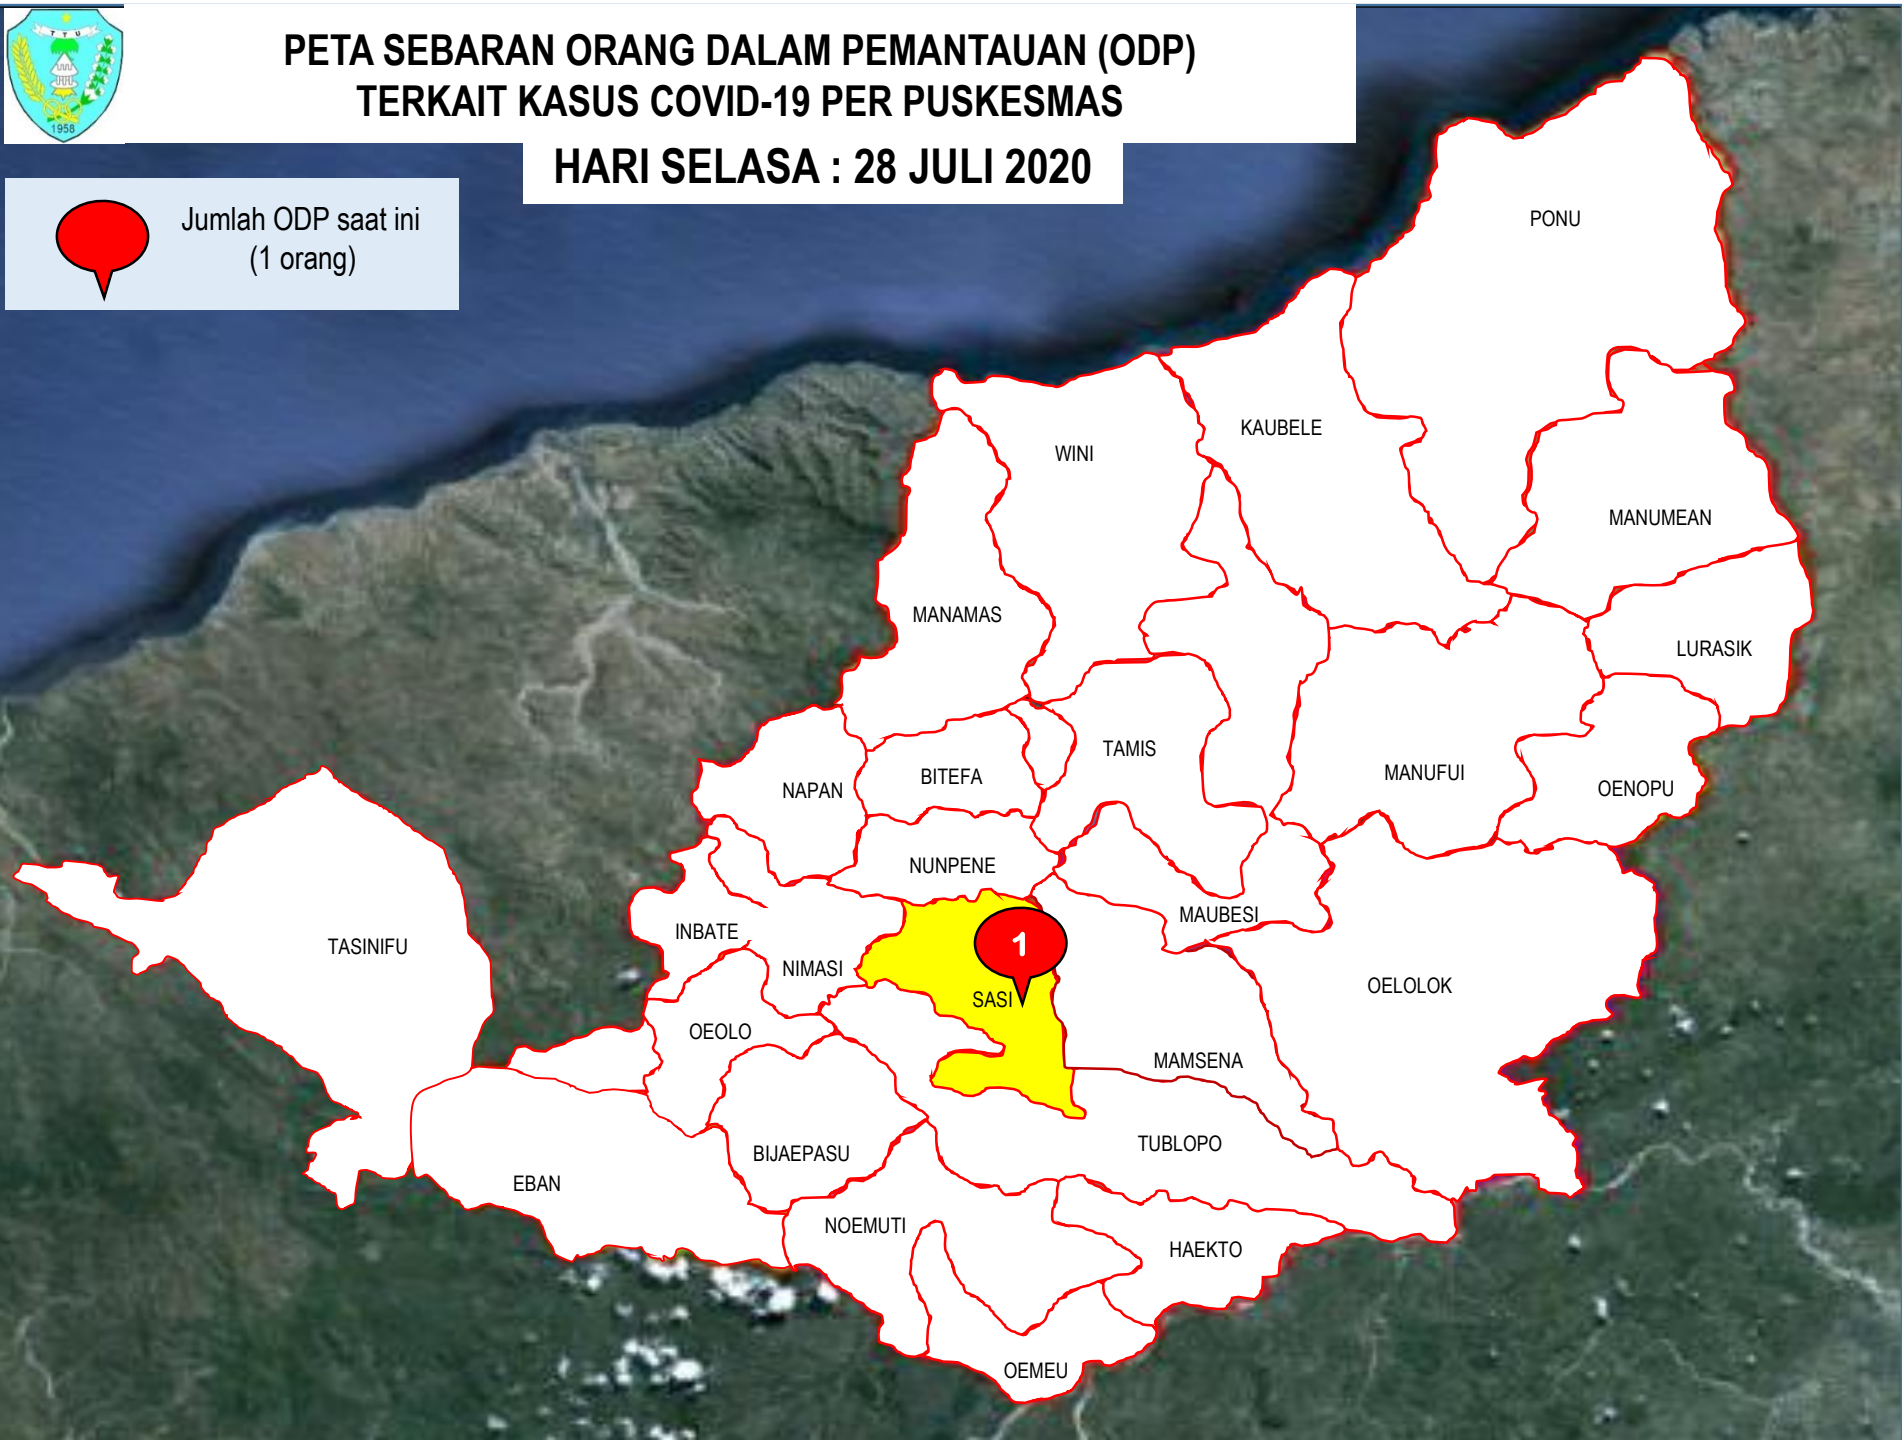 TTU
1958
PETA SEBARAN ORANG DALAM PEMANTAUAN (ODP)
TERKAIT KASUS COVID-19 PER PUSKESMAS
HARI SELASA : 28 JULI 2020
Jumlah ODP saat ini
(1 orang)
PONU
KAUBELE
WINI
MANUMEAN
MANAMAS
LURASIK
TAMIS
MANUFUI
BITEFA
NAPAN
OENOPU
NUNPENE
MAUBESI
INBATE
TASINIFU
1
NIMASI
OELOLOK
SASI
OEOLO
MAMSENA
TUBLOPO
BIJAEPASU
EBAN
NOEMUTI
HAEKTO
OEMEU